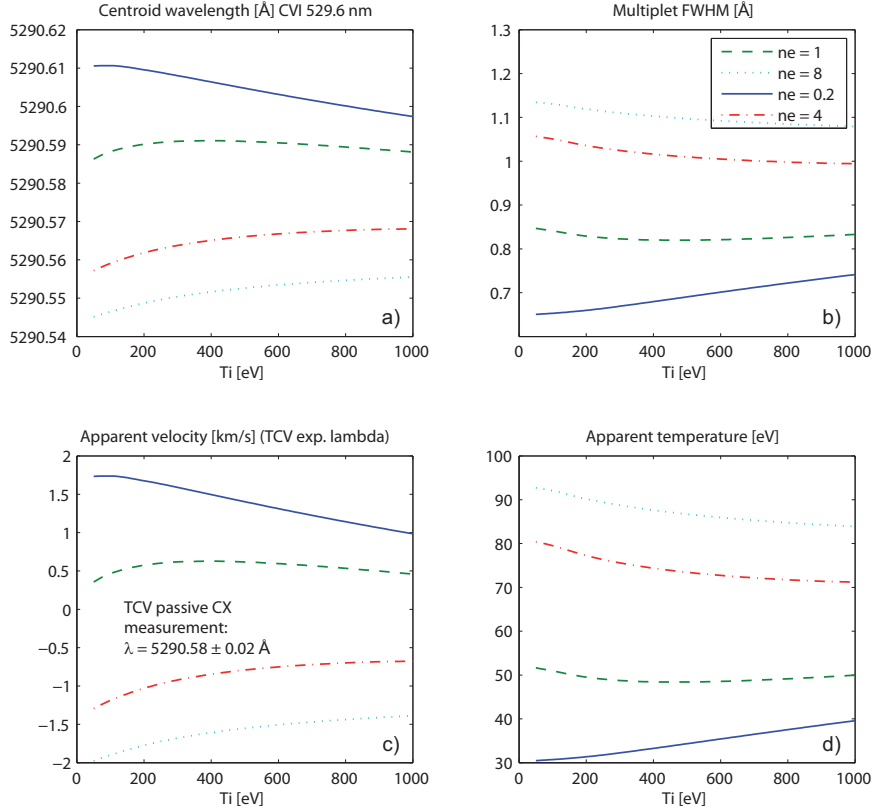 Centroid wavelength [Å] CVI 529.6 nm
5290.62
5290.61
5290.6
5290.59
5290.58
5290.57
5290.56
5290.55
5290.54
0 200 400 600 800 1000
Ti [eV]
a)
Multiplet FWHM [Å]
1.3
1.2
1.1
1
0.9
0.8
0.7
0 200 400 600 800 1000
Ti [eV]
b)
ne = 1
ne = 8
ne = 0.2
ne = 4
Apparent velocity [km/s] (TCV exp. lambda)
2
1.5
1
0.5
0
−0.5
−1
−1.5
−2
0 200 400 600 800 1000
Ti [eV]
TCV passive CX
measurement:
λ = 5290.58 ± 0.02 Å
c)
Apparent temperature [eV]
100
90
80
70
60
50
40
30
0 200 400 600 800 1000
Ti [eV]
d)